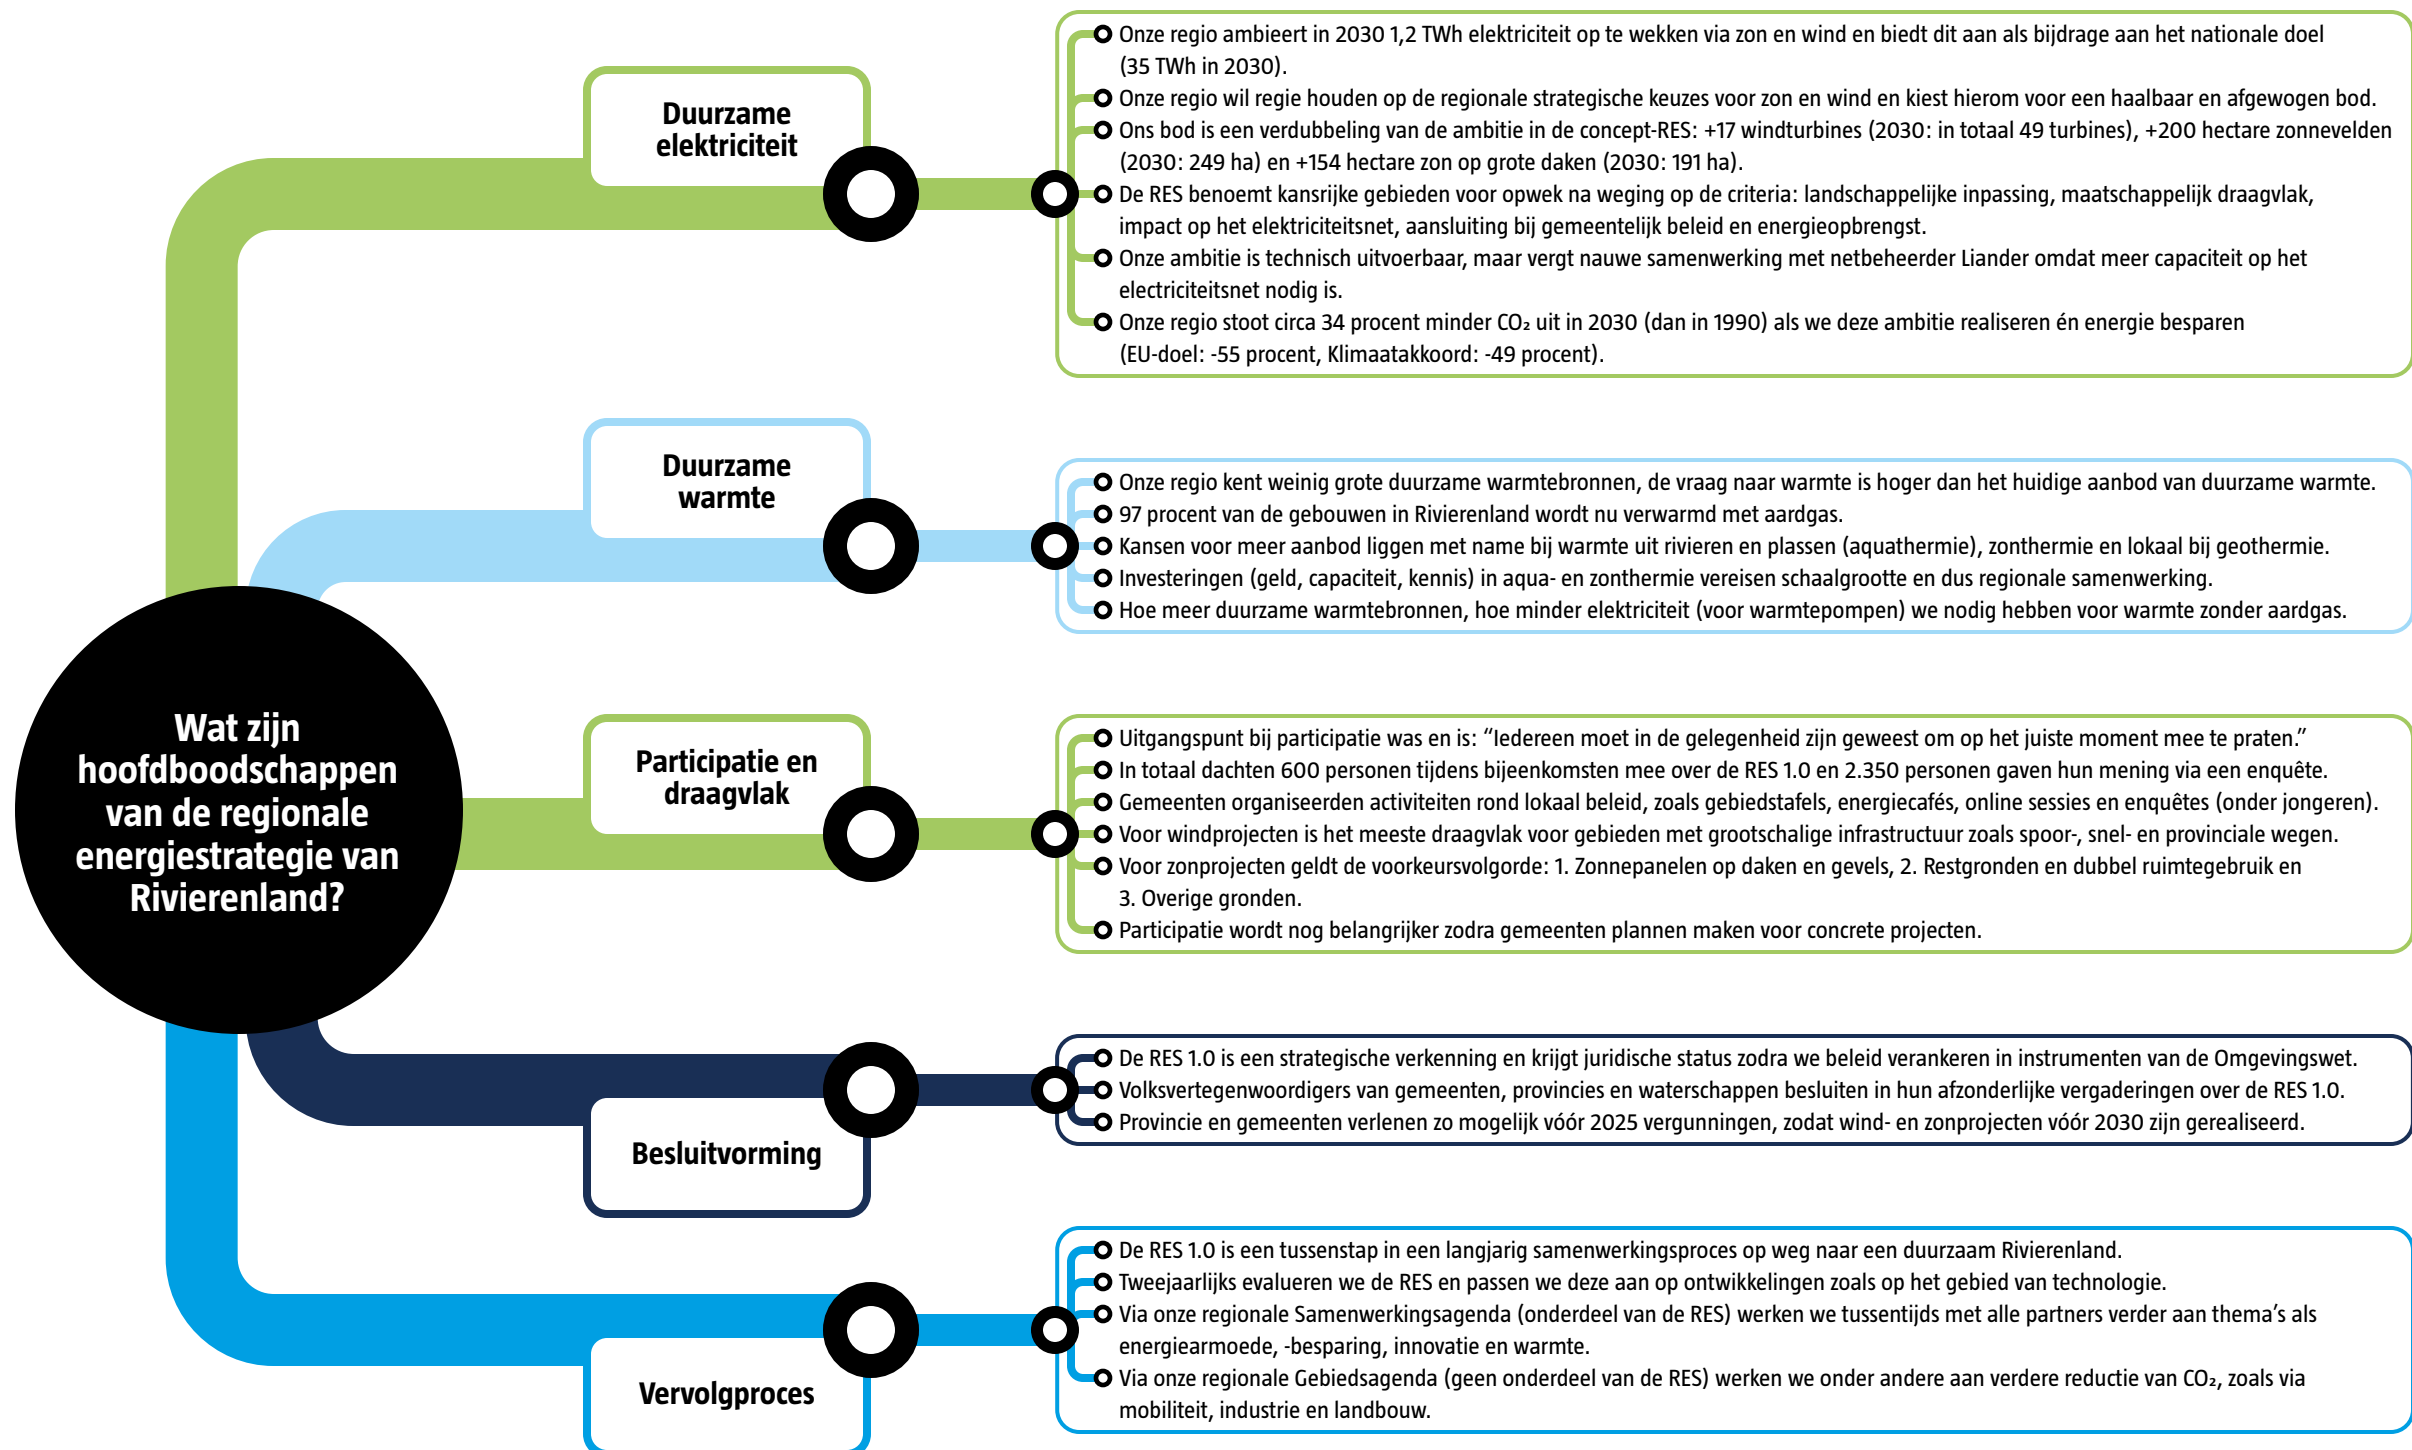 Wat zijn
hoofdboodschappen
van de regionale
energiestrategie van
Rivierenland?
Duurzame
elektriciteit
Onze regio ambieert in 2030 1,2 TWh elektriciteit op te wekken via zon en wind en biedt dit aan als bijdrage aan het nationale doel
(35 TWh in 2030).
Onze regio wil regie houden op de regionale strategische keuzes voor zon en wind en kiest hierom voor een haalbaar en afgewogen bod.
Ons bod is een verdubbeling van de ambitie in de concept-RES: +17 windturbines (2030: in totaal 49 turbines), +200 hectare zonnevelden
(2030: 249 ha) en +154 hectare zon op grote daken (2030: 191 ha).
De RES benoemt kansrijke gebieden voor opwek na weging op de criteria: landschappelijke inpassing, maatschappelijk draagvlak,
impact op het elektriciteitsnet, aansluiting bij gemeentelijk beleid en energieopbrengst.
Onze ambitie is technisch uitvoerbaar, maar vergt nauwe samenwerking met netbeheerder Liander omdat meer capaciteit op het
electriciteitsnet nodig is.
Onze regio stoot circa 34 procent minder CO₂ uit in 2030 (dan in 1990) als we deze ambitie realiseren én energie besparen
(EU-doel: -55 procent, Klimaatakkoord: -49 procent).
Duurzame
warmte
Onze regio kent weinig grote duurzame warmtebronnen, de vraag naar warmte is hoger dan het huidige aanbod van duurzame warmte.
97 procent van de gebouwen in Rivierenland wordt nu verwarmd met aardgas.
Kansen voor meer aanbod liggen met name bij warmte uit rivieren en plassen (aquathermie), zonthermie en lokaal bij geothermie.
Investeringen (geld, capaciteit, kennis) in aqua- en zonthermie vereisen schaalgrootte en dus regionale samenwerking.
Hoe meer duurzame warmtebronnen, hoe minder elektriciteit (voor warmtepompen) we nodig hebben voor warmte zonder aardgas.
Participatie en
draagvlak
Uitgangspunt bij participatie was en is: “Iedereen moet in de gelegenheid zijn geweest om op het juiste moment mee te praten.”
In totaal dachten 600 personen tijdens bijeenkomsten mee over de RES 1.0 en 2.350 personen gaven hun mening via een enquête.
Gemeenten organiseerden activiteiten rond lokaal beleid, zoals gebiedstafels, energiecafés, online sessies en enquêtes (onder jongeren).
Voor windprojecten is het meeste draagvlak voor gebieden met grootschalige infrastructuur zoals spoor-, snel- en provinciale wegen.
Voor zonprojecten geldt de voorkeursvolgorde: 1. Zonnepanelen op daken en gevels, 2. Restgronden en dubbel ruimtegebruik en
3. Overige gronden.
Participatie wordt nog belangrijker zodra gemeenten plannen maken voor concrete projecten.
Besluitvorming
De RES 1.0 is een strategische verkenning en krijgt juridische status zodra we beleid verankeren in instrumenten van de Omgevingswet.
Volksvertegenwoordigers van gemeenten, provincies en waterschappen besluiten in hun afzonderlijke vergaderingen over de RES 1.0.
Provincie en gemeenten verlenen zo mogelijk vóór 2025 vergunningen, zodat wind- en zonprojecten vóór 2030 zijn gerealiseerd.
Vervolgproces
De RES 1.0 is een tussenstap in een langjarig samenwerkingsproces op weg naar een duurzaam Rivierenland.
Tweejaarlijks evalueren we de RES en passen we deze aan op ontwikkelingen zoals op het gebied van technologie.
Via onze regionale Samenwerkingsagenda (onderdeel van de RES) werken we tussentijds met alle partners verder aan thema’s als
energiearmoede, -besparing, innovatie en warmte.
Via onze regionale Gebiedsagenda (geen onderdeel van de RES) werken we onder andere aan verdere reductie van CO₂, zoals via
mobiliteit, industrie en landbouw.